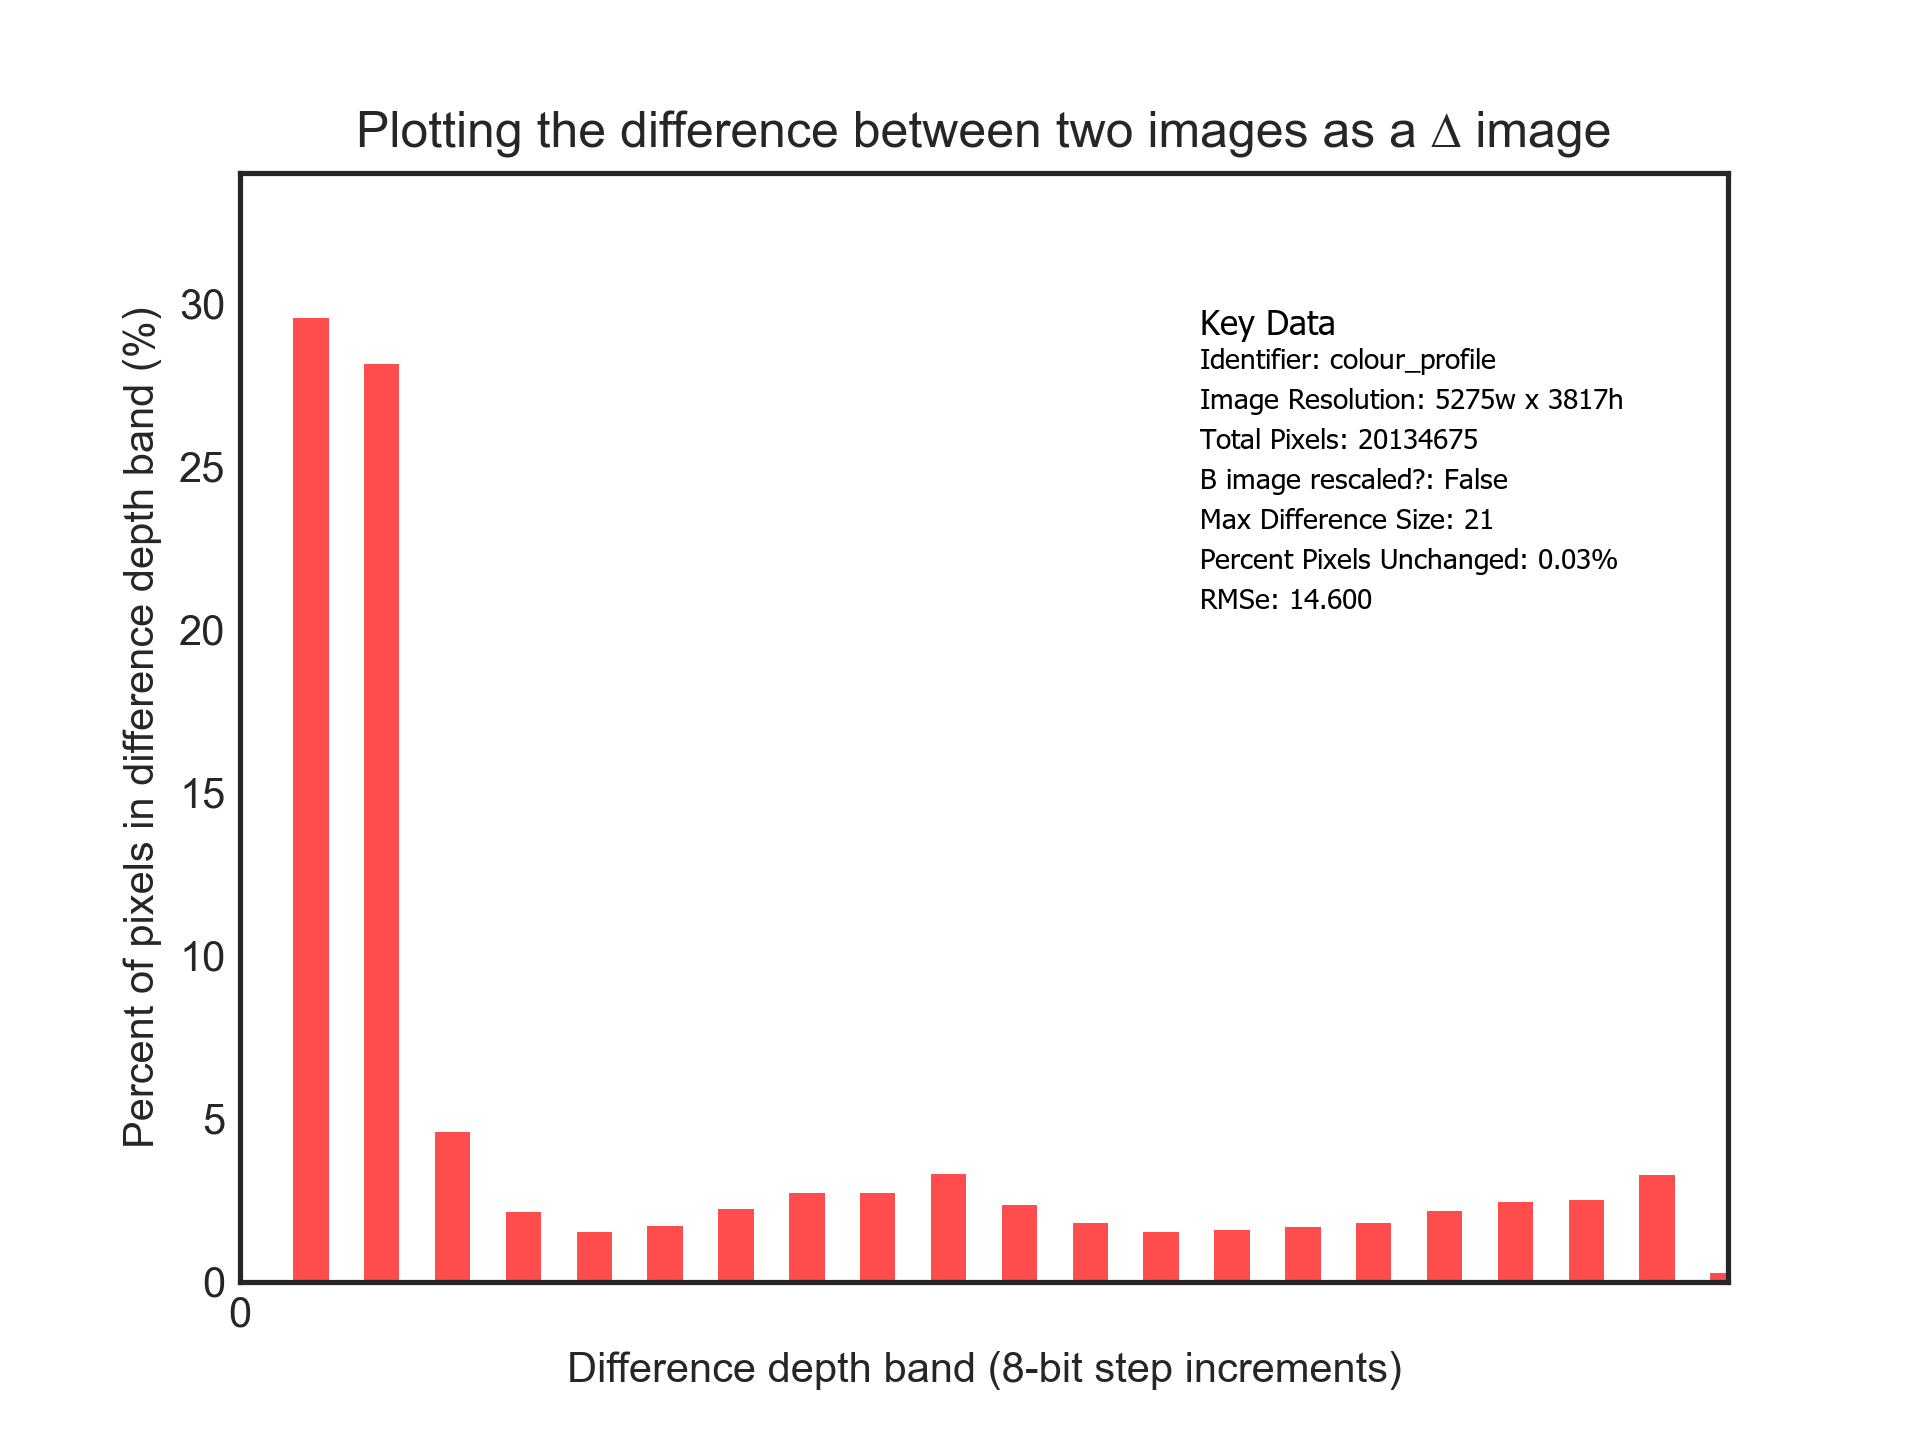 Plotting the difference between two images as a Δ image
Percent of pixels in difference depth band (%)
30
25
20
15
10
5
0
0
Key Data
Identifier: colour_profile
Image Resolution: 5275w x 3817h
Total Pixels: 20134675
B image rescaled?: False
Max Difference Size: 21
Percent Pixels Unchanged: 0.03%
RMSe: 14.600
Difference depth band (8-bit step increments)